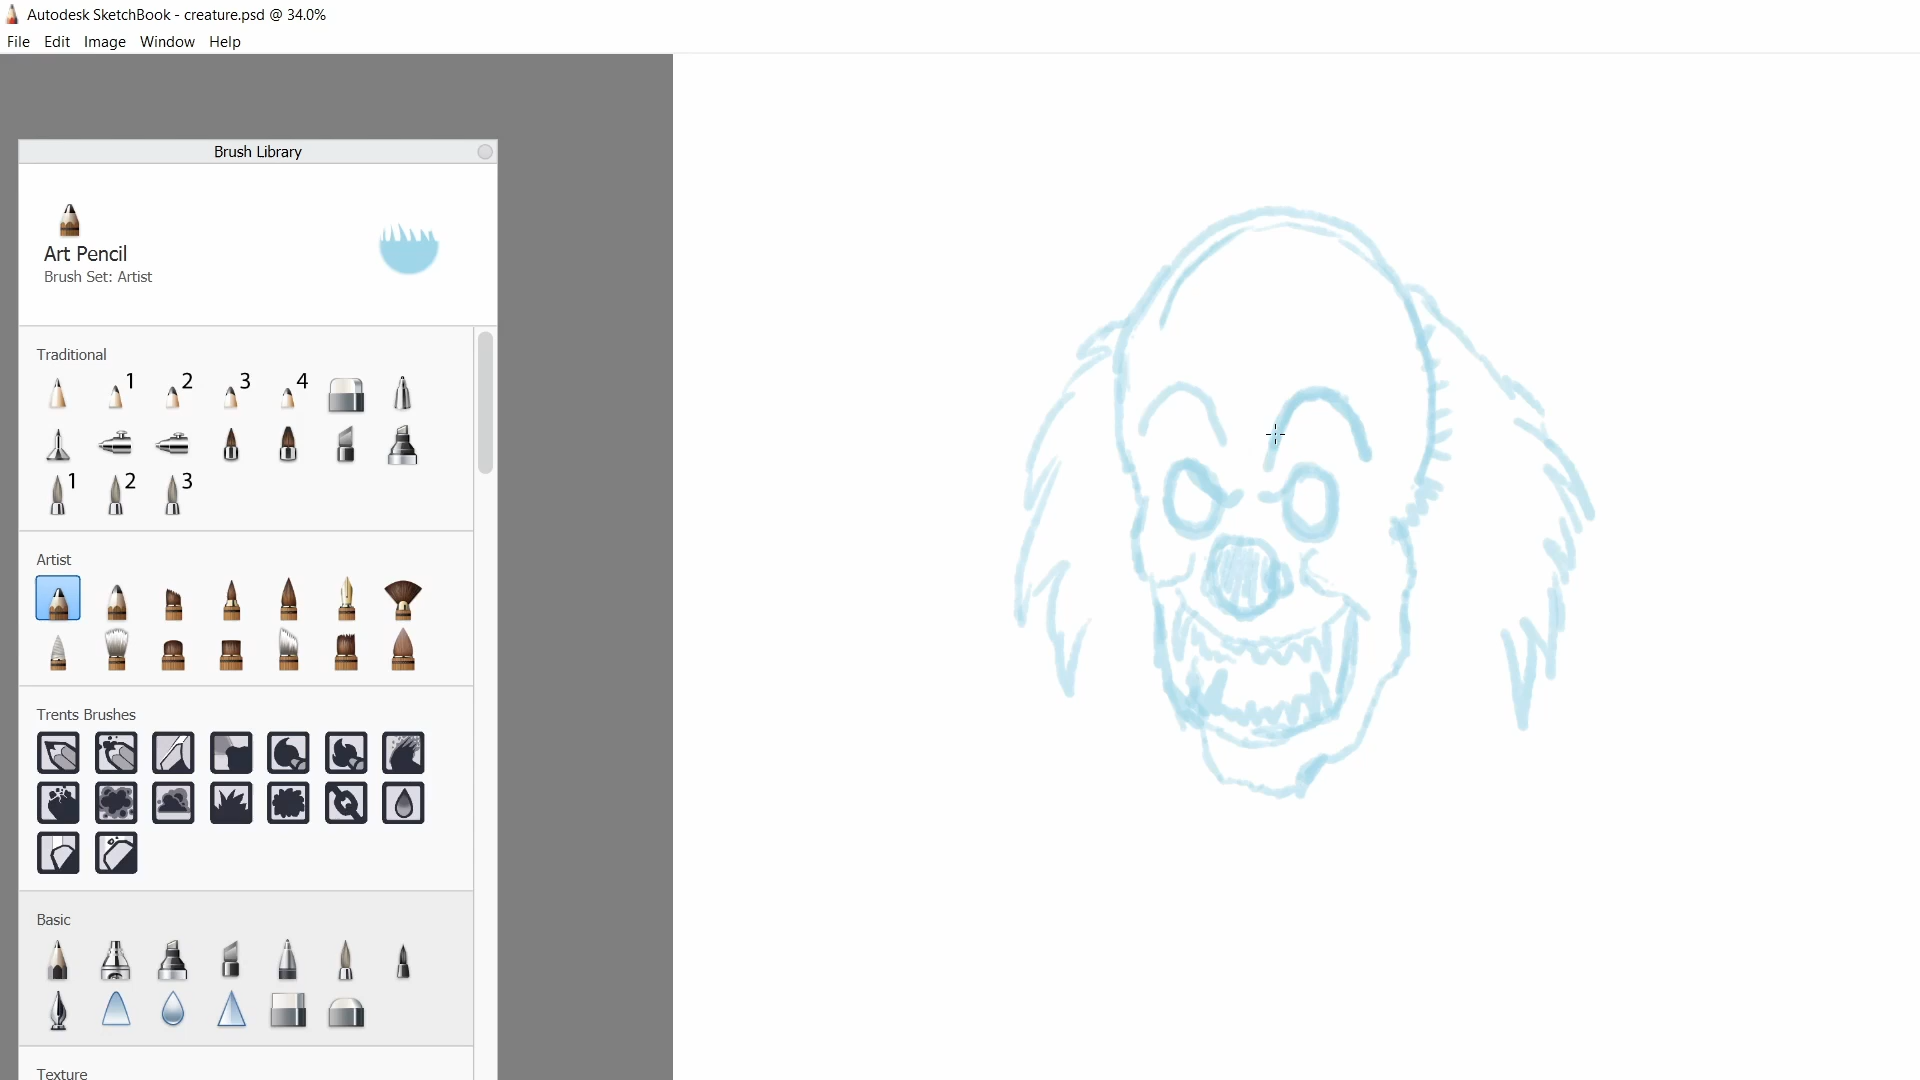 Autodesk SketchBook - creature.psd @ 34.0%
File Edit Image Window Help
Brush Library
Art Pencil
Brush Set: Artist
Traditional
1 2 3 4
1 2 3
Artist
Trents Brushes
Basic
Texture